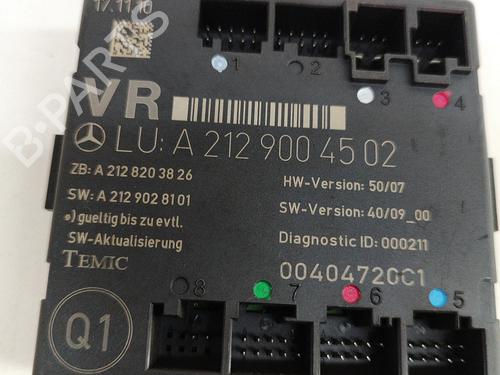 17.11.10
1 2
3 4
VR
LU: A 212 900 45 02
ZB: A 212 820 38 26
HW-Version: 50/07
SW: A 212 902 81 01
SW-Version: 40/09_00
•) gueltig bis zu evtl.
SW-Aktualisierung
Diagnostic ID: 000211
TEMIC
00404720C1
8 7 6 5
Q1
B-PARTS